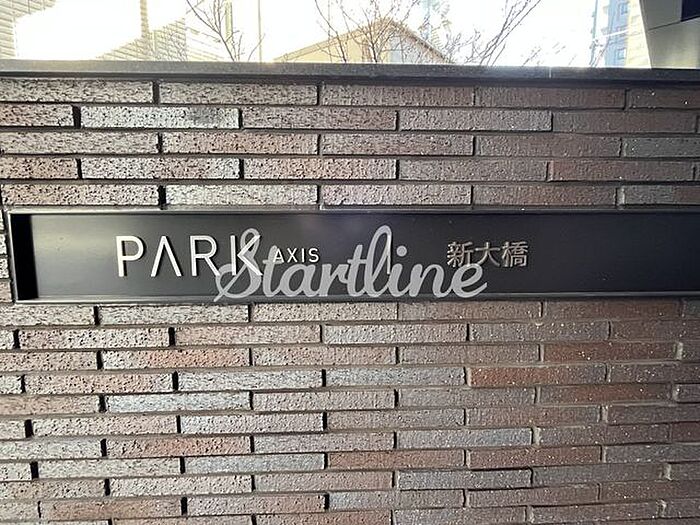 PARK AXIS 新大橋
Startline